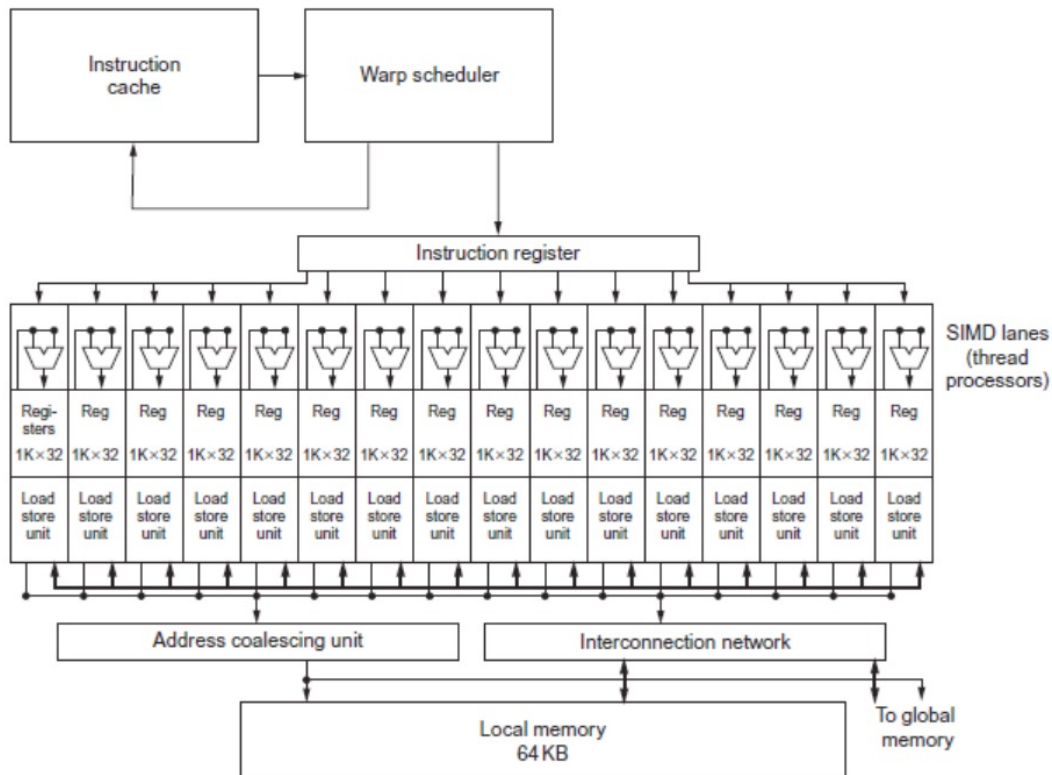 Instruction
cache
Warp scheduler
Instruction register
SIMD lanes
(thread
processors)
Regi-
sters
Reg Reg Reg Reg Reg Reg Reg Reg Reg Reg Reg Reg Reg Reg Reg
1K×32 1K×32 1K×32 1K×32 1K×32 1K×32 1K×32 1K×32 1K×32 1K×32 1K×32 1K×32 1K×32 1K×32 1K×32 1K×32
Load Load Load Load Load Load Load Load Load Load Load Load Load Load Load Load
store store store store store store store store store store store store store store store store
unit unit unit unit unit unit unit unit unit unit unit unit unit unit unit unit
Address coalescing unit
Interconnection network
Local memory
64 KB
To global
memory